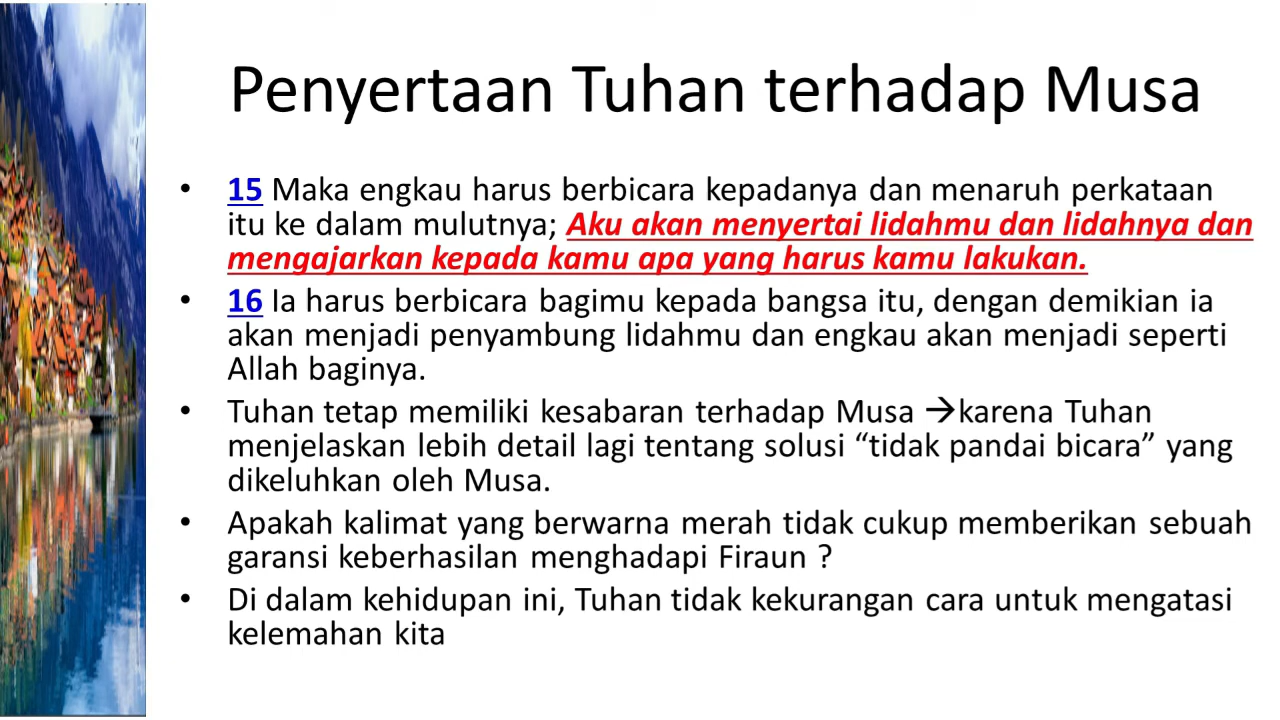 Penyertaan Tuhan terhadap Musa
• 15 Maka engkau harus berbicara kepadanya dan menaruh perkataan
itu ke dalam mulutnya; Aku akan menyertai lidahmu dan lidahnya dan
mengajarkan kepada kamu apa yang harus kamu lakukan.
• 16 Ia harus berbicara bagimu kepada bangsa itu, dengan demikian ia
akan menjadi penyambung lidahmu dan engkau akan menjadi seperti
Allah baginya.
• Tuhan tetap memiliki kesabaran terhadap Musa →karena Tuhan
menjelaskan lebih detail lagi tentang solusi “tidak pandai bicara” yang
dikeluhkan oleh Musa.
• Apakah kalimat yang berwarna merah tidak cukup memberikan sebuah
garansi keberhasilan menghadapi Firaun ?
• Di dalam kehidupan ini, Tuhan tidak kekurangan cara untuk mengatasi
kelemahan kita